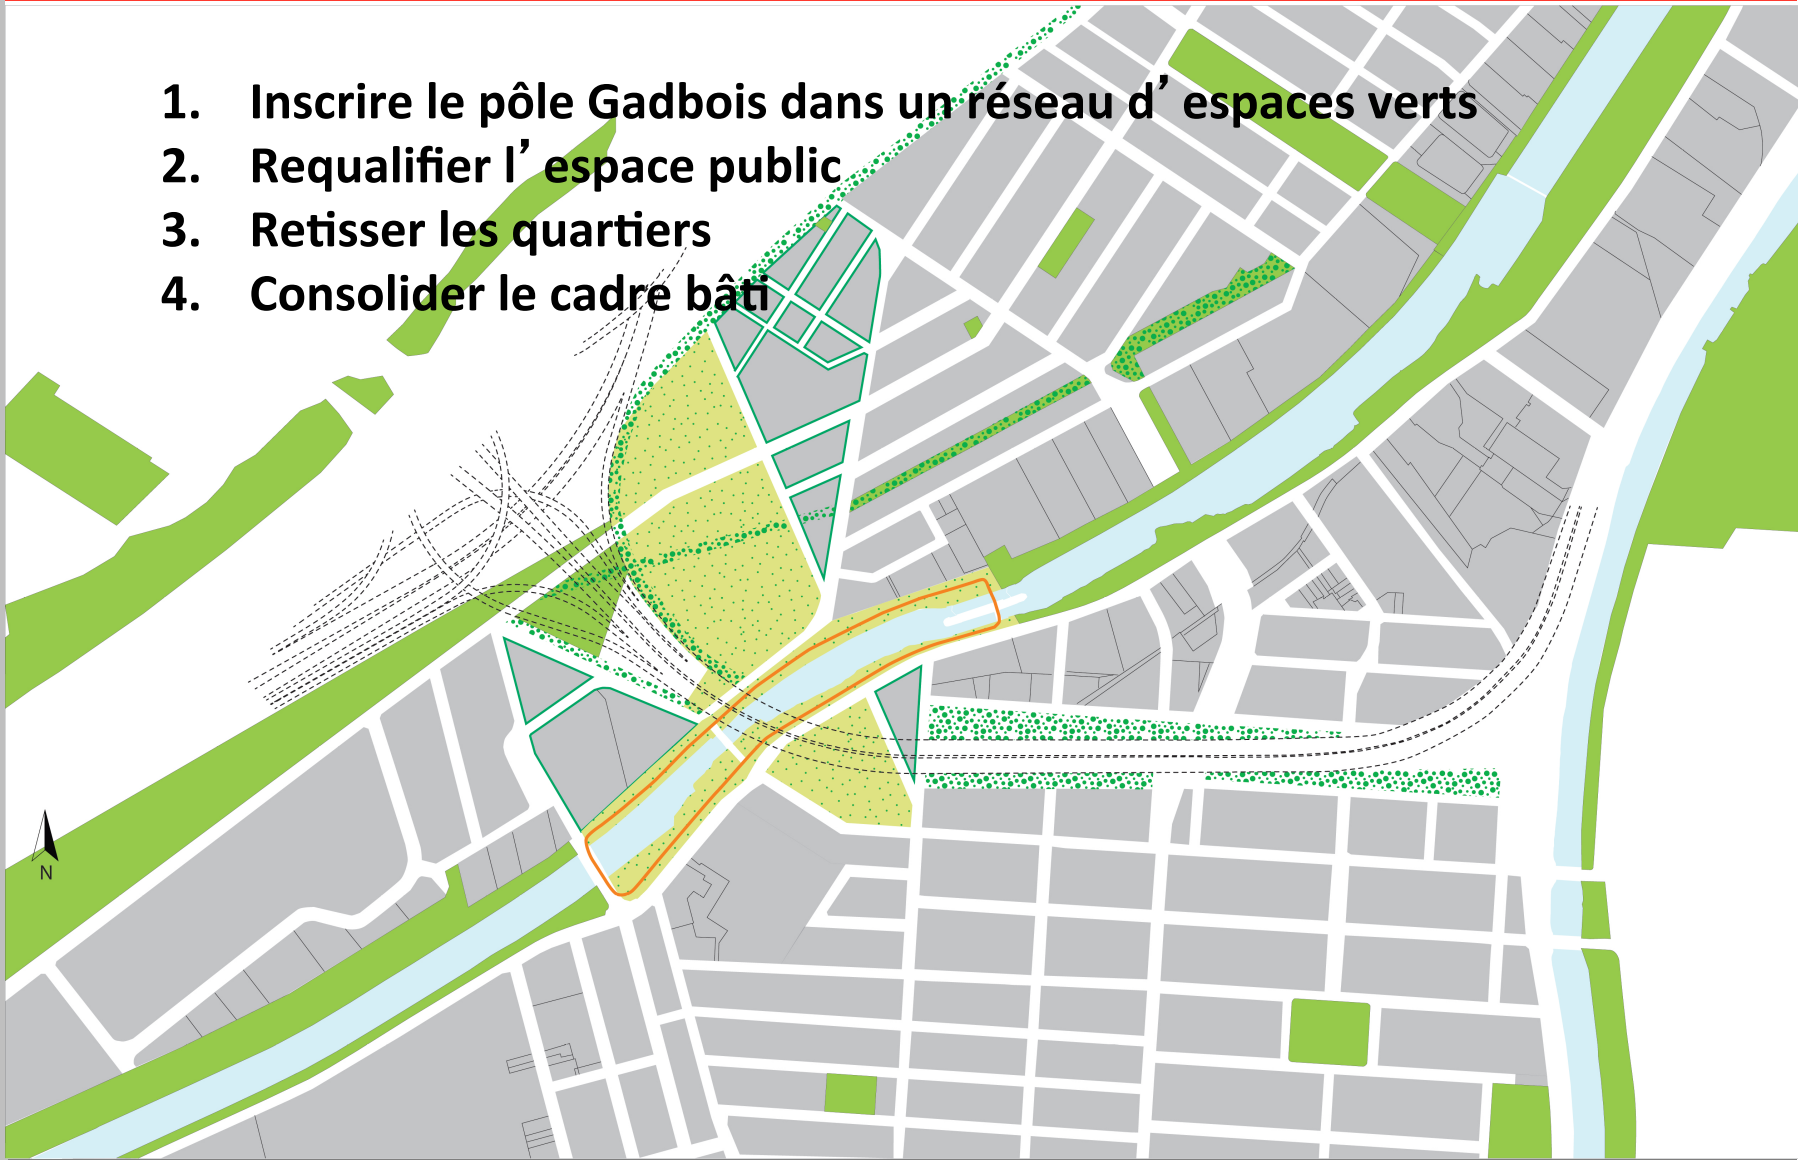 1. Inscrire le pôle Gadbois dans un réseau d’ espaces verts
2. Requalifier l’ espace public
3. Retisser les quartiers
4. Consolider le cadre bâti
N